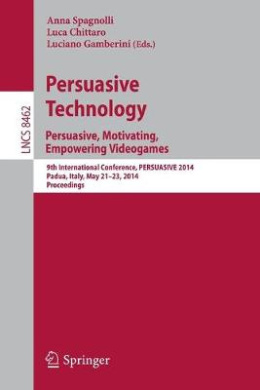 Anna Spagnolli
Luca Chittaro
Luciano Gamberini (Eds.)
LNCS 8462
Persuasive
Technology
Persuasive, Motivating,
Empowering Videogames
9th International Conference, PERSUASIVE 2014
Padua, Italy, May 21–23, 2014
Proceedings
Springer